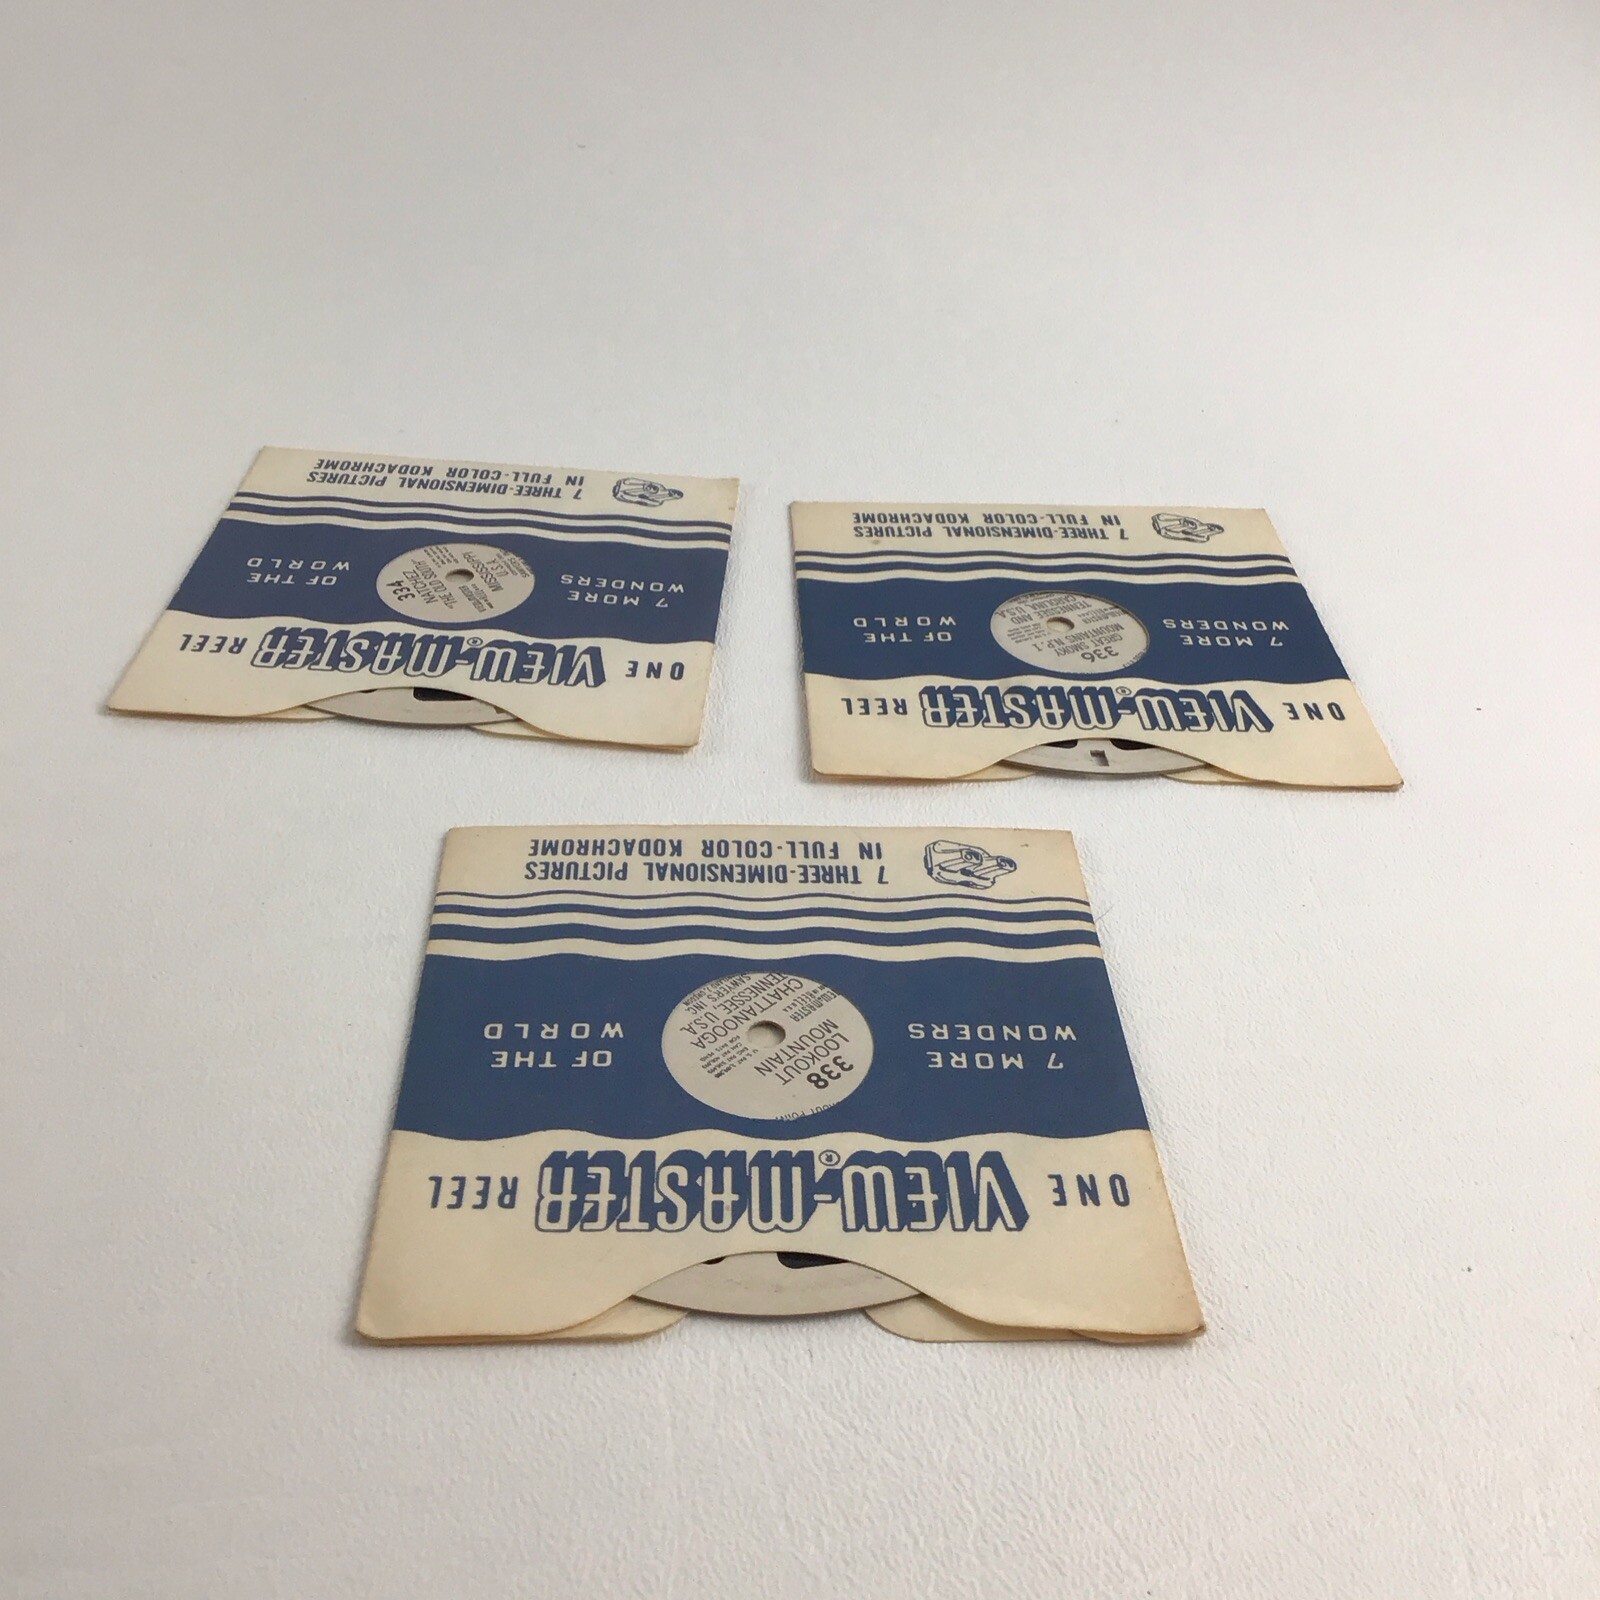 ONE VIEW-MASTER® REEL
7 MORE WONDERS
OF THE WORLD
334
NATCHEZ
"THE OLD SOUTH"
MISSISSIPPI
U.S.A.
7 THREE-DIMENSIONAL PICTURES
IN FULL-COLOR KODACHROME
ONE VIEW-MASTER® REEL
7 MORE WONDERS
OF THE WORLD
336
GREAT SMOKY
MOUNTAINS N.P. I
TENNESSEE AND
CAROLINA U.S.A.
7 THREE-DIMENSIONAL PICTURES
IN FULL-COLOR KODACHROME
ONE VIEW-MASTER® REEL
7 MORE WONDERS
OF THE WORLD
338
LOOKOUT
MOUNTAIN
CHATTANOOGA
TENNESSEE, U.S.A.
SAWYER'S INC.
7 THREE-DIMENSIONAL PICTURES
IN FULL-COLOR KODACHROME